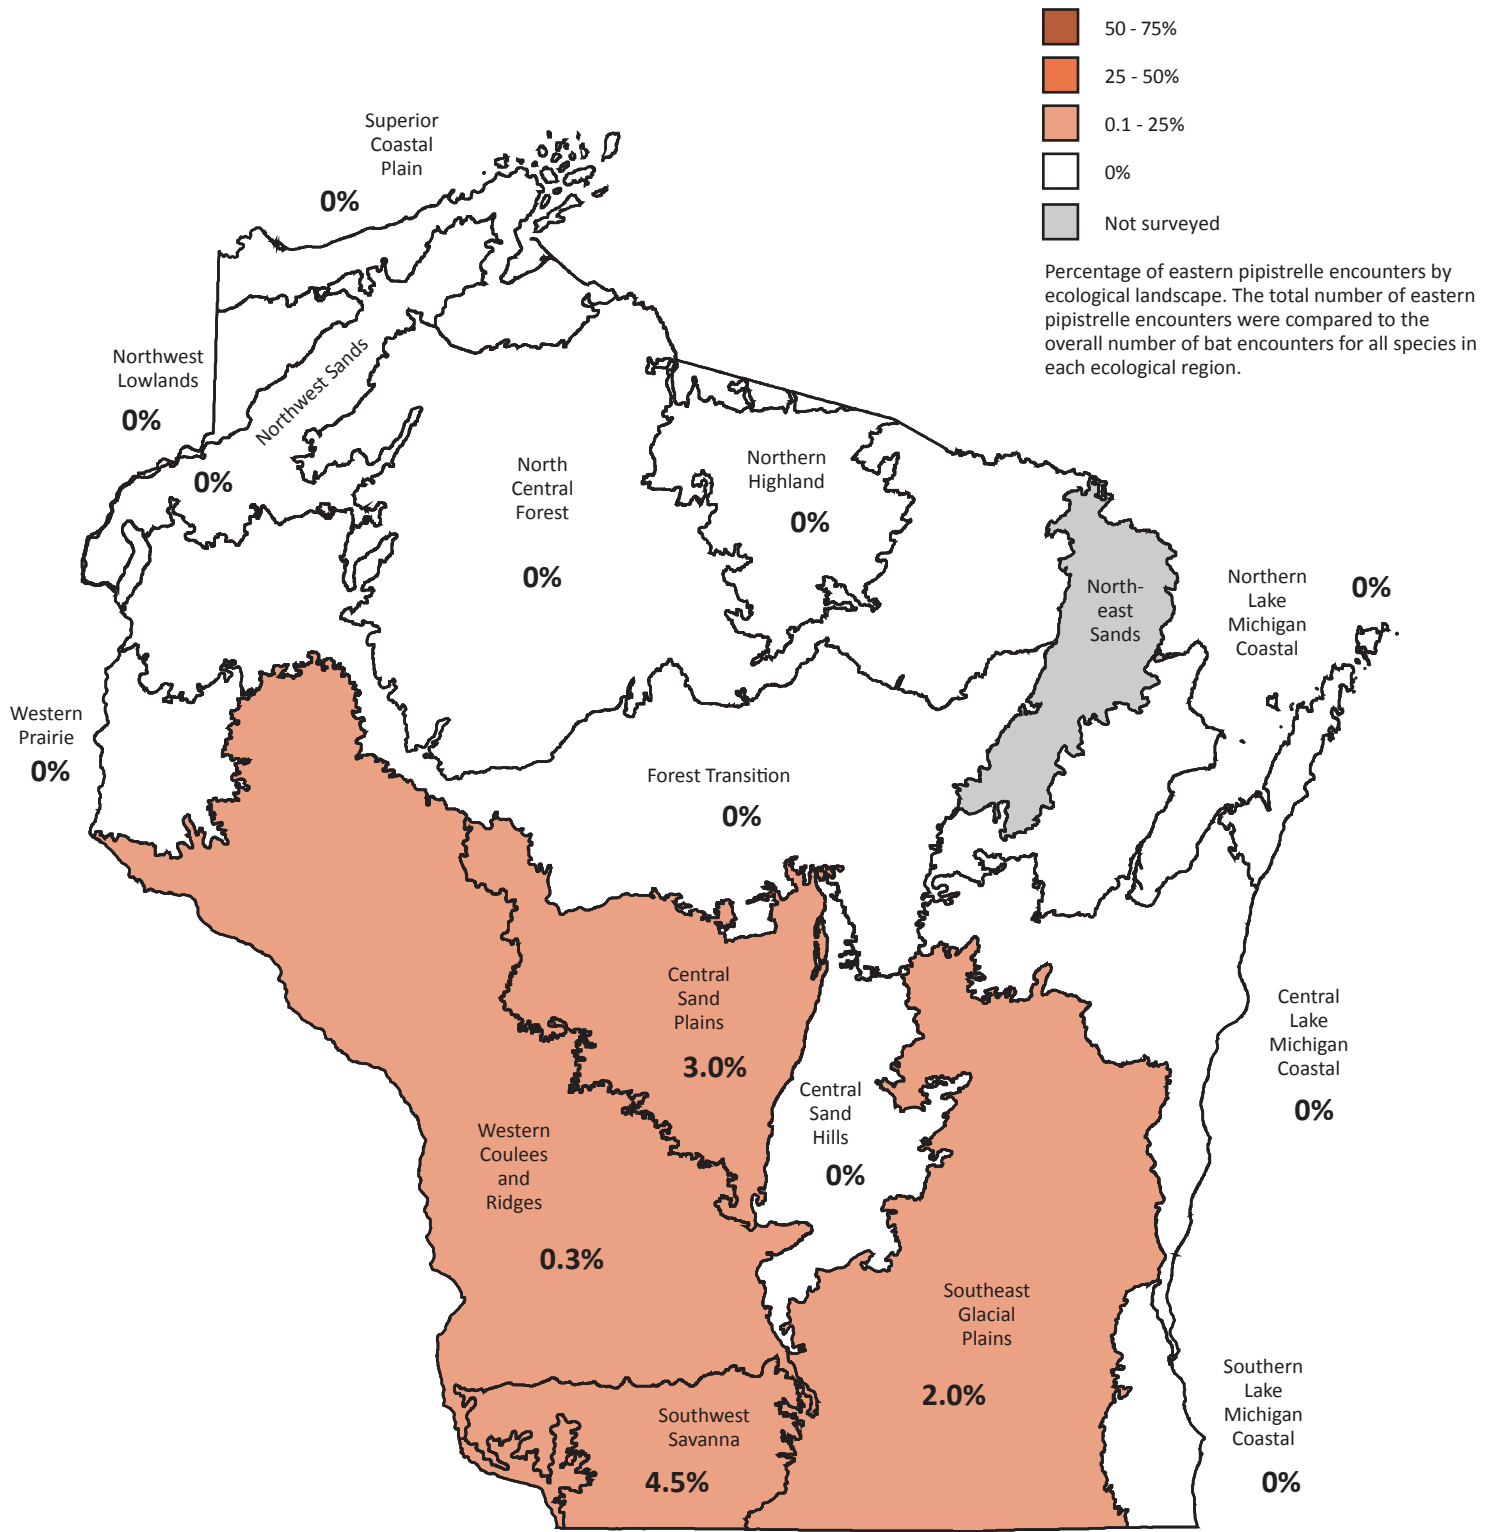 50 - 75%
25 - 50%
0.1 - 25%
0%
Not surveyed
Percentage of eastern pipistrelle encounters by
ecological landscape. The total number of eastern
pipistrelle encounters were compared to the
overall number of bat encounters for all species in
each ecological region.
Superior
Coastal
Plain
0%
Northwest
Lowlands
0%
Northwest Sands
0%
North
Central
Forest
0%
Northern
Highland
0%
North-
east
Sands
Northern
Lake
Michigan
Coastal
0%
Western
Prairie
0%
Forest Transition
0%
Central
Sand
Plains
3.0%
Central
Sand
Hills
0%
Central
Lake
Michigan
Coastal
0%
Western
Coulees
and
Ridges
0.3%
Southeast
Glacial
Plains
2.0%
Southwest
Savanna
4.5%
Southern
Lake
Michigan
Coastal
0%